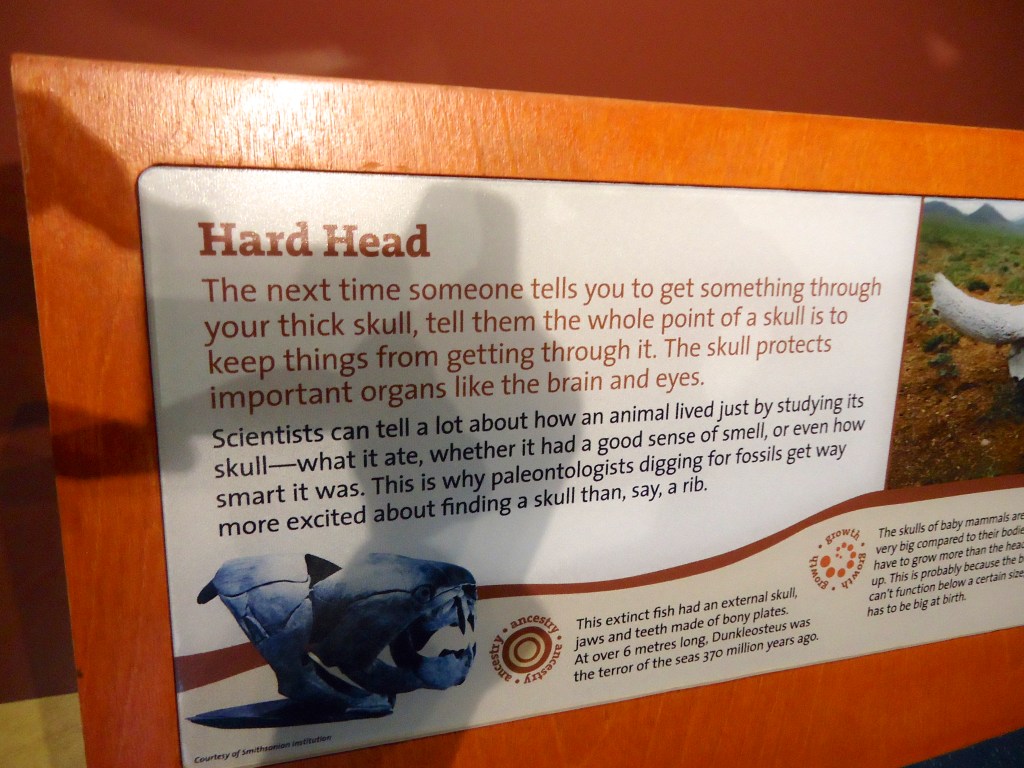 Hard Head
The next time someone tells you to get something through
your thick skull, tell them the whole point of a skull is to
keep things from getting through it. The skull protects
important organs like the brain and eyes.
Scientists can tell a lot about how an animal lived just by studying its
skull—what it ate, whether it had a good sense of smell, or even how
smart it was. This is why paleontologists digging for fossils get way
more excited about finding a skull than, say, a rib.
ancestry • ancestry • ancestry •
This extinct fish had an external skull,
jaws and teeth made of bony plates.
At over 6 metres long, Dunkleosteus was
the terror of the seas 370 million years ago.
growth • growth • growth •
The skulls of baby mammals are
very big compared to their
have to grow more than the
up. This is probably because the
can't function below a certain size
has to be big at birth.
Courtesy of Smithsonian Institution